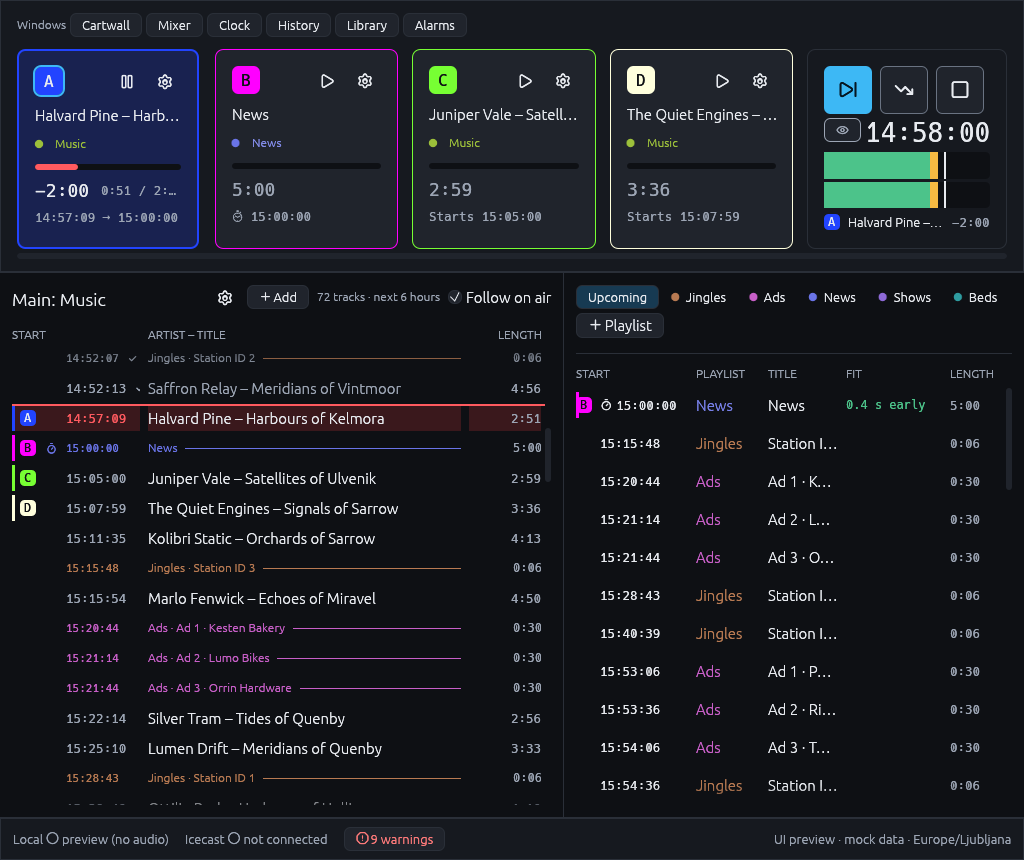 Windows Cartwall Mixer Clock History Library Alarms
A
Halvard Pine – Harb…
Music
−2:00 0:51 / 2:…
14:57:09 → 15:00:00
B
News
News
5:00
15:00:00
C
Juniper Vale – Satell…
Music
2:59
Starts 15:05:00
D
The Quiet Engines – …
Music
3:36
Starts 15:07:59
14:58:00
A Halvard Pine –… −2:00
Main: Music + Add 72 tracks · next 6 hours ✓ Follow on air
START ARTIST – TITLE LENGTH
14:52:07 ✓ Jingles · Station ID 2 0:06
14:52:13 Saffron Relay – Meridians of Vintmoor 4:56
A 14:57:09 Halvard Pine – Harbours of Kelmora 2:51
B 15:00:00 News 5:00
C 15:05:00 Juniper Vale – Satellites of Ulvenik 2:59
D 15:07:59 The Quiet Engines – Signals of Sarrow 3:36
15:11:35 Kolibri Static – Orchards of Sarrow 4:13
15:15:48 Jingles · Station ID 3 0:06
15:15:54 Marlo Fenwick – Echoes of Miravel 4:50
15:20:44 Ads · Ad 1 · Kesten Bakery 0:30
15:21:14 Ads · Ad 2 · Lumo Bikes 0:30
15:21:44 Ads · Ad 3 · Orrin Hardware 0:30
15:22:14 Silver Tram – Tides of Quenby 2:56
15:25:10 Lumen Drift – Meridians of Quenby 3:33
15:28:43 Jingles · Station ID 1 0:06
Upcoming Jingles Ads News Shows Beds
+ Playlist
START PLAYLIST TITLE FIT LENGTH
B 15:00:00 News News 0.4 s early 5:00
15:15:48 Jingles Station I… 0:06
15:20:44 Ads Ad 1 · K… 0:30
15:21:14 Ads Ad 2 · L… 0:30
15:21:44 Ads Ad 3 · O… 0:30
15:28:43 Jingles Station I… 0:06
15:40:39 Jingles Station I… 0:06
15:53:06 Ads Ad 1 · P… 0:30
15:53:36 Ads Ad 2 · Ri… 0:30
15:54:06 Ads Ad 3 · T… 0:30
15:54:36 Jingles Station I… 0:06
Local preview (no audio) Icecast not connected 9 warnings UI preview · mock data · Europe/Ljubljana